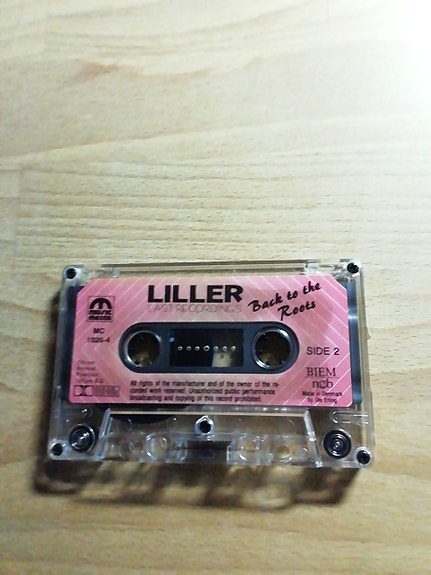 LILLER
LAST RECORDINGS
Back to the
Roots
music
mecca
MC
1026-4
SIDE 2
BIEM
ncb
Made in Denmark
All rights of the manufacturer and of the owner of the re-
corded work reserved. Unauthorized public performance
broadcasting and copying of this record prohibited.